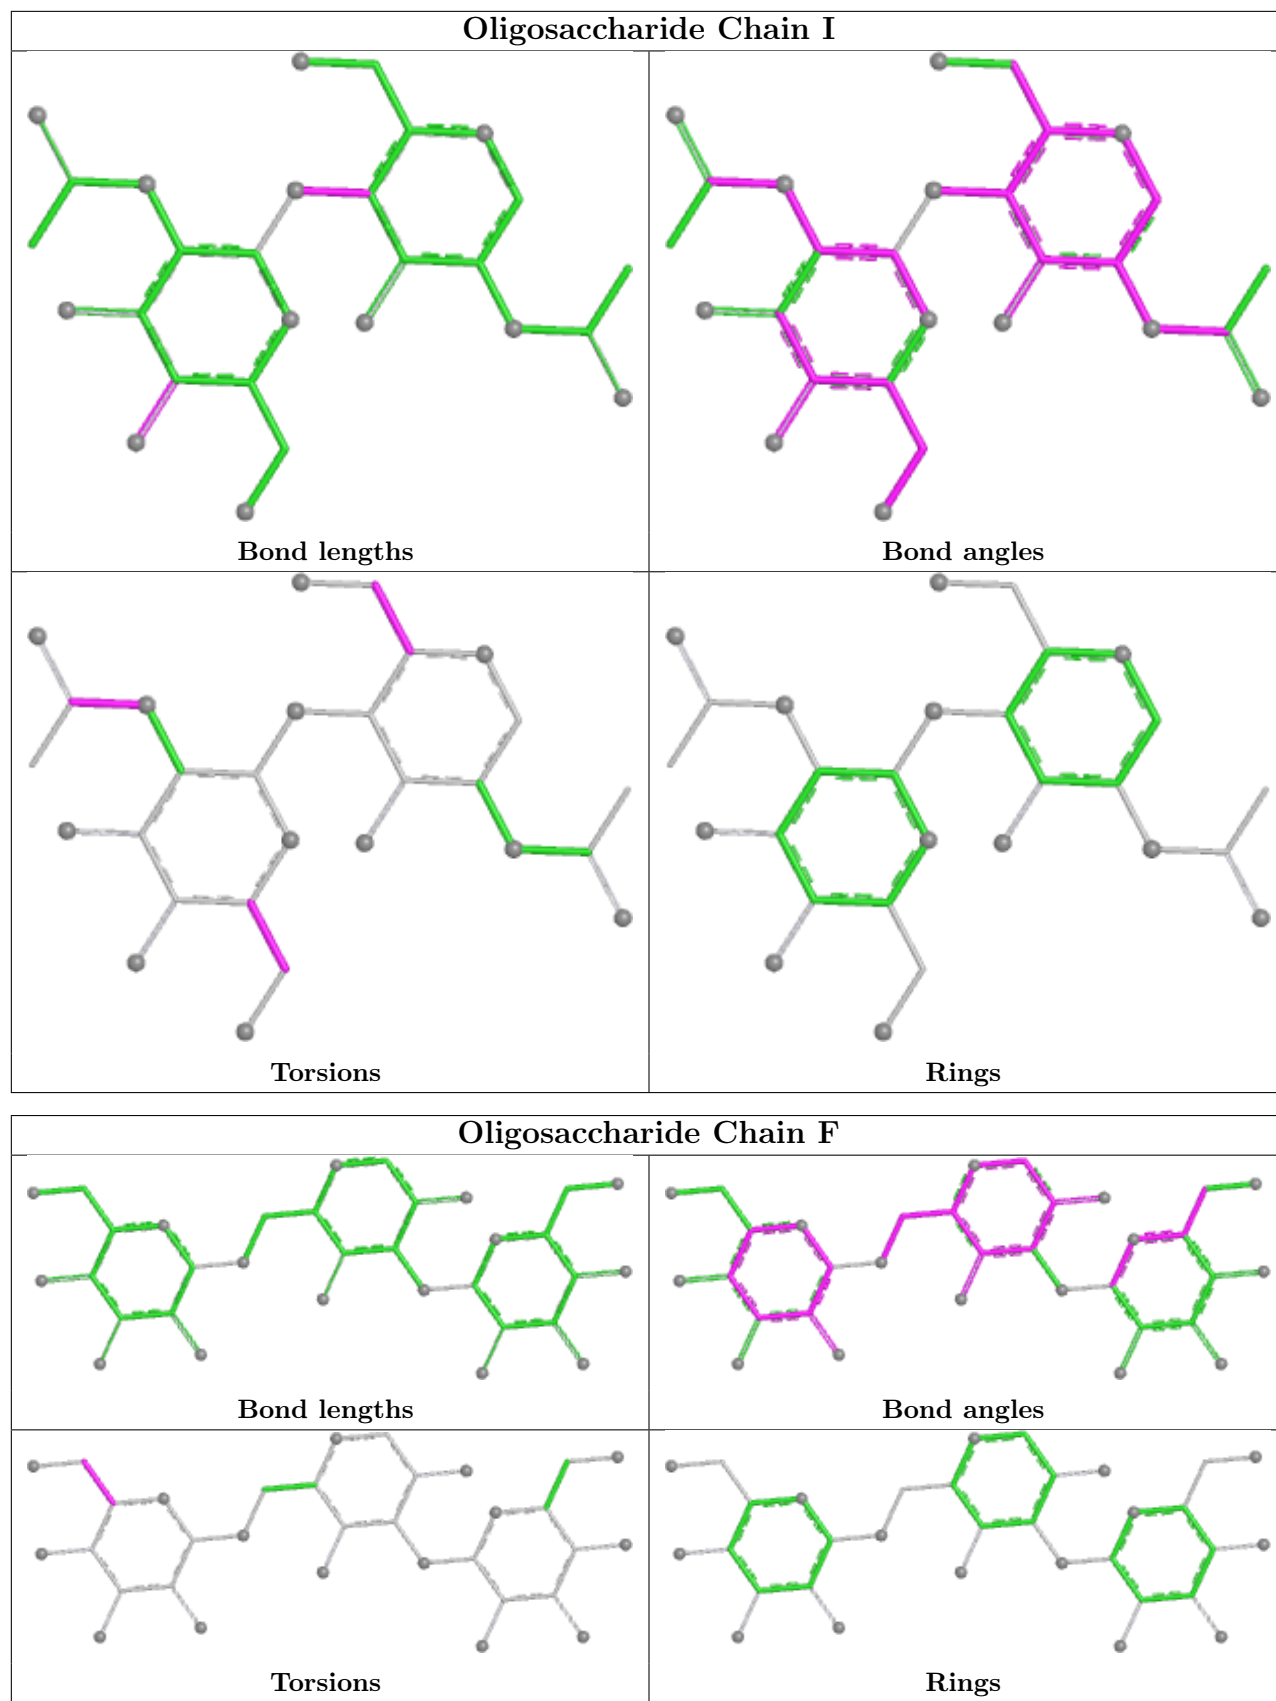 Oligosaccharide Chain I
Bond lengths
Bond angles
Torsions
Rings
Oligosaccharide Chain F
Bond lengths
Bond angles
Torsions
Rings